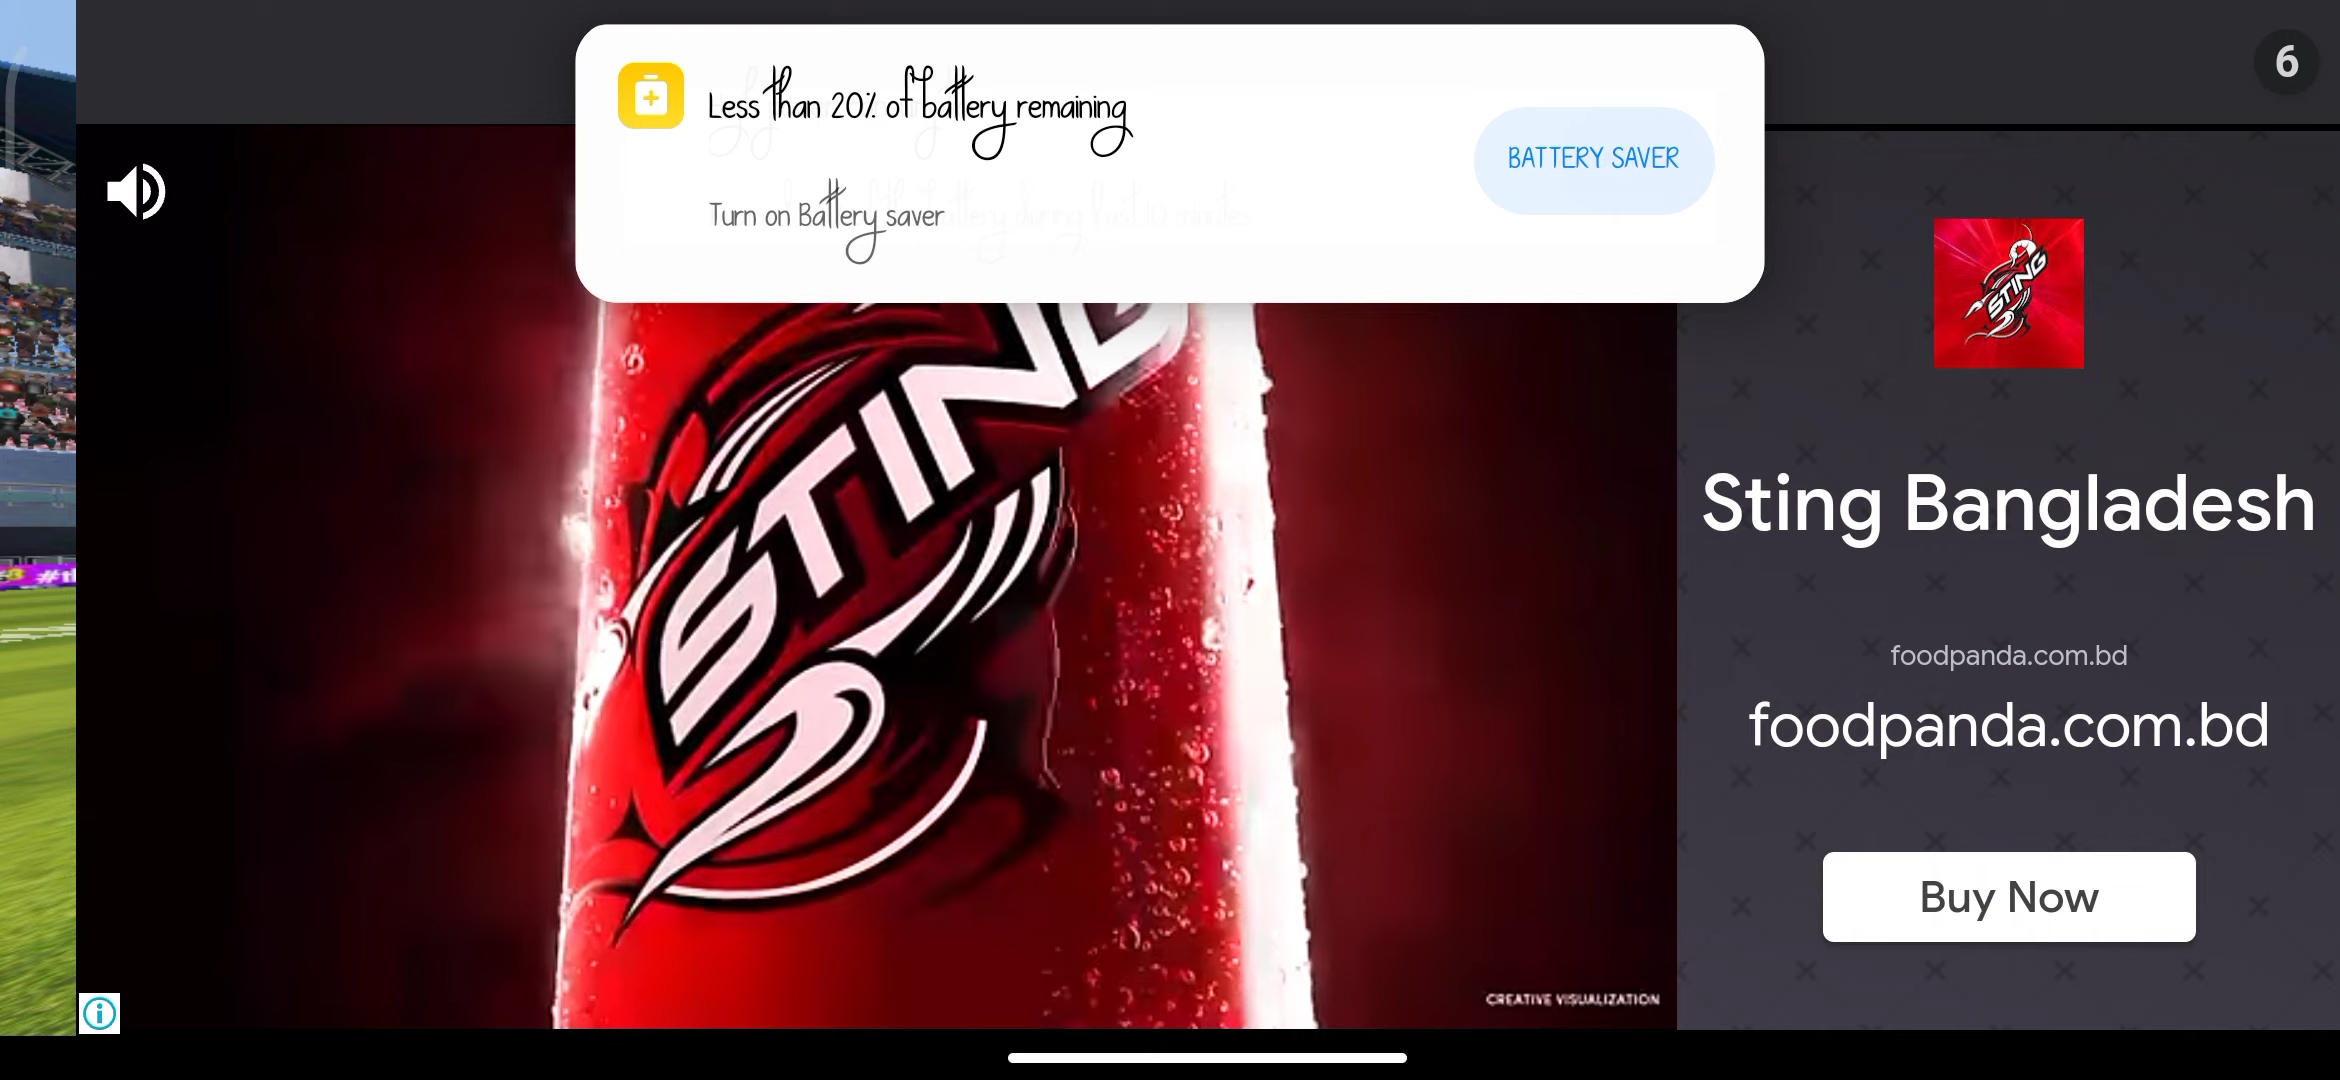 6
Less than 20% of battery remaining
Turn on Battery saver
BATTERY SAVER
STING
STING
Sting Bangladesh
foodpanda.com.bd
foodpanda.com.bd
Buy Now
CREATIVE VISUALIZATION